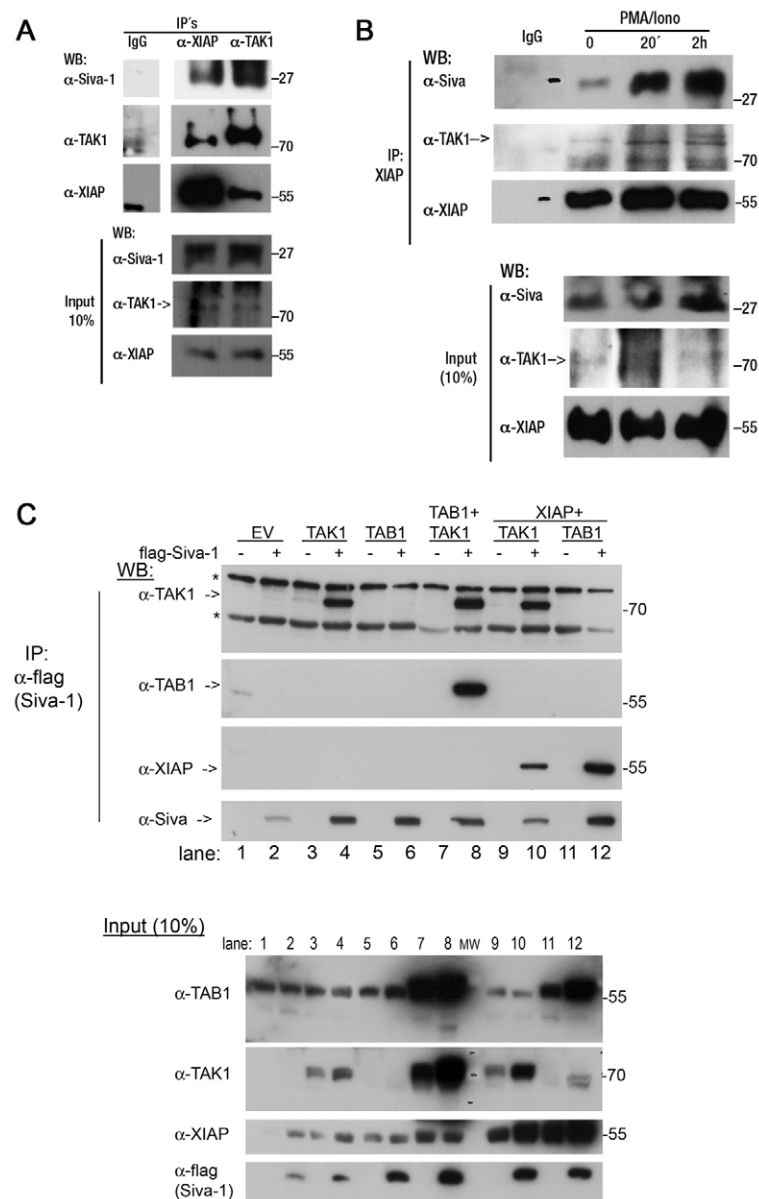 A
IP´s
IgG α-XIAP α-TAK1
WB:
α-Siva-1 -27
α-TAK1 -70
α-XIAP -55
WB:
α-Siva-1 -27
Input 10%
α-TAK1-> -70
α-XIAP -55
B
PMA/Iono
IgG 0 20´ 2h
WB:
α-Siva -27
IP: XIAP
α-TAK1—> -70
α-XIAP -55
WB:
α-Siva -27
Input (10%)
α-TAK1—> -70
α-XIAP -55
C
TAB1+ XIAP+
EV TAK1 TAB1 TAK1 TAK1 TAB1
flag-Siva-1 - + - + - + - + - + - +
WB:
*
α-TAK1 -> -70
*
IP: α-flag (Siva-1)
α-TAB1 -> -55
α-XIAP -> -55
α-Siva ->
lane: 1 2 3 4 5 6 7 8 9 10 11 12
Input (10%)
lane: 1 2 3 4 5 6 7 8 MW 9 10 11 12
α-TAB1 -55
α-TAK1 -70
α-XIAP -55
α-flag
(Siva-1)